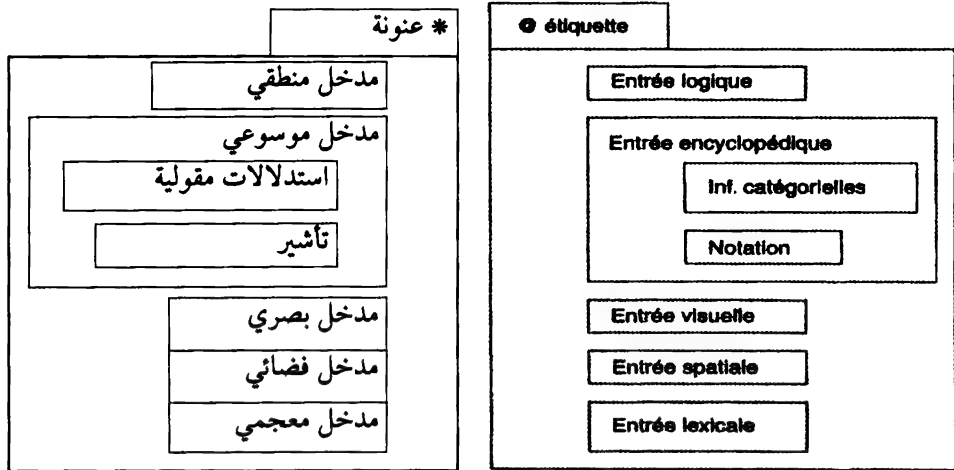 * عنونة
مدخل منطقي
مدخل موسوعي
استدلالات مقولية
تأشير
مدخل بصري
مدخل فضائي
مدخل معجمي
@ étiquette
Entrée logique
Entrée encyclopédique
Inf. catégorielles
Notation
Entrée visuelle
Entrée spatiale
Entrée lexicale